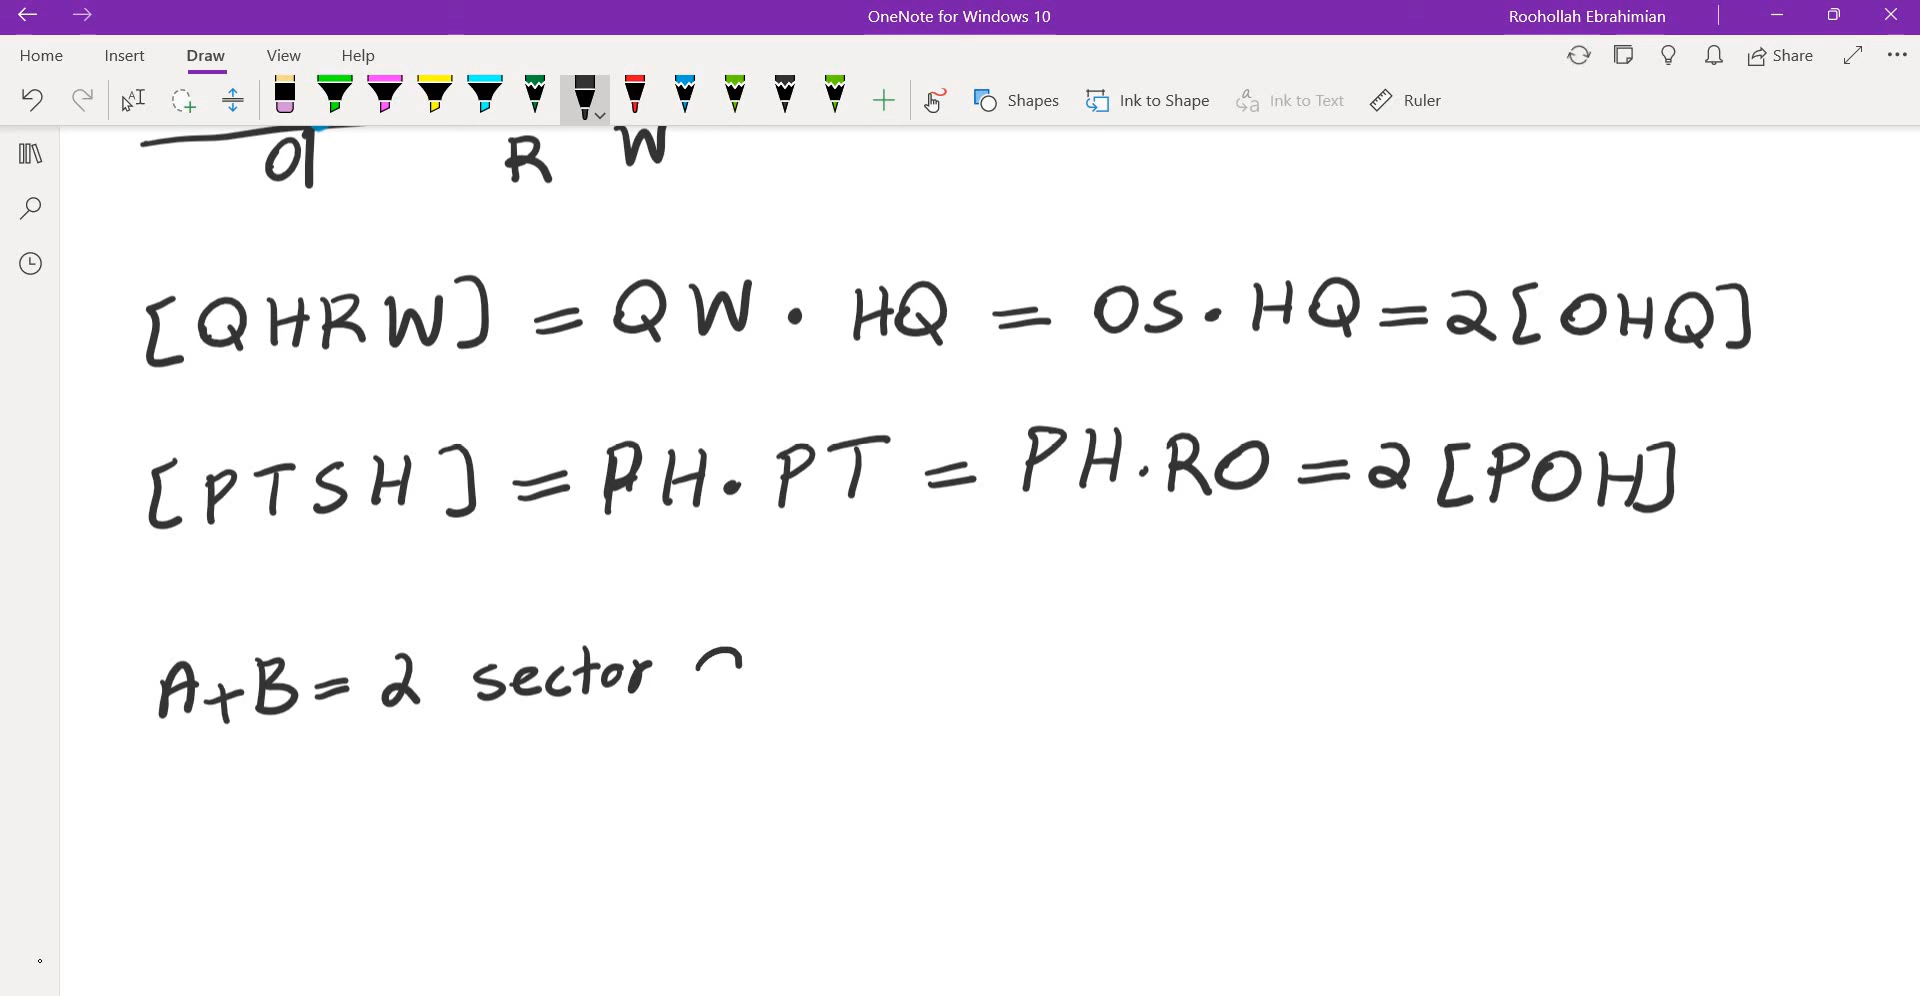 OneNote for Windows 10 Roohollah Ebrahimian
Home Insert Draw View Help Share
Shapes Ink to Shape Ink to Text Ruler
O R W
[QHRW] = QW · HQ = OS · HQ = 2[OHQ]
[PTSH] = PH · PT = PH · RO = 2[POH]
A+B = 2 sector